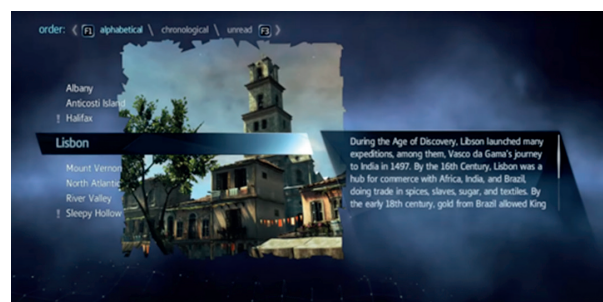 order: < F1 alphabetical \ chronological \ unread F3 >
Albany
Anticosti Island
! Halifax
Lisbon
Mount Vernon
North Atlantic
River Valley
! Sleepy Hollow
During the Age of Discovery, Libson launched many
expeditions, among them, Vasco da Gama's journey
to India in 1497. By the 16th Century, Lisbon was a
hub for commerce with Africa, India, and Brazil,
doing trade in spices, slaves, sugar, and textiles. By
the early 18th century, gold from Brazil allowed King